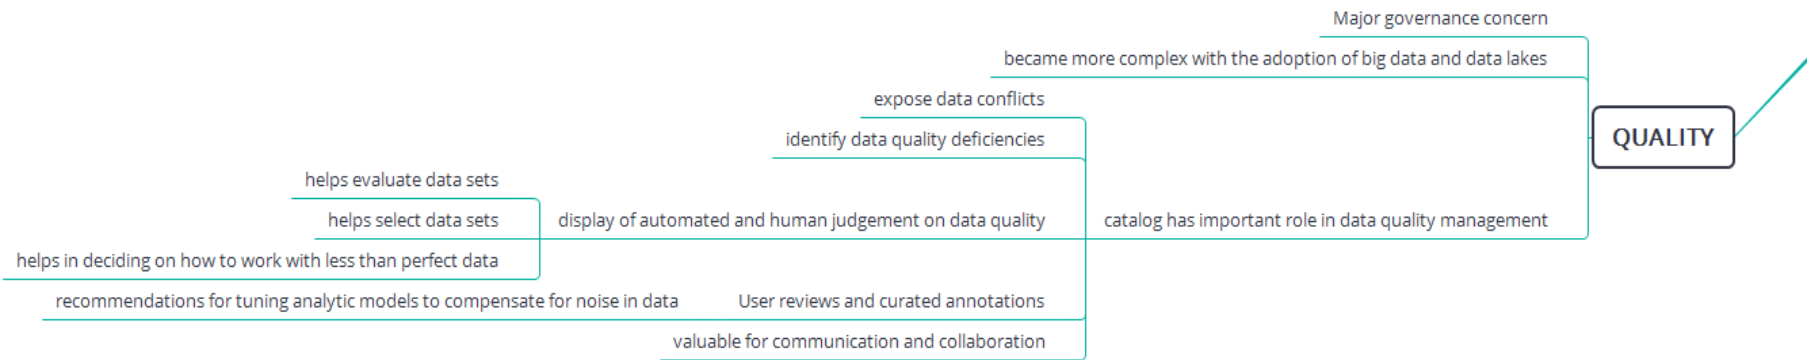 Major governance concern
became more complex with the adoption of big data and data lakes
expose data conflicts
QUALITY
identify data quality deficiencies
helps evaluate data sets
helps select data sets
display of automated and human judgement on data quality
catalog has important role in data quality management
helps in deciding on how to work with less than perfect data
recommendations for tuning analytic models to compensate for noise in data
User reviews and curated annotations
valuable for communication and collaboration